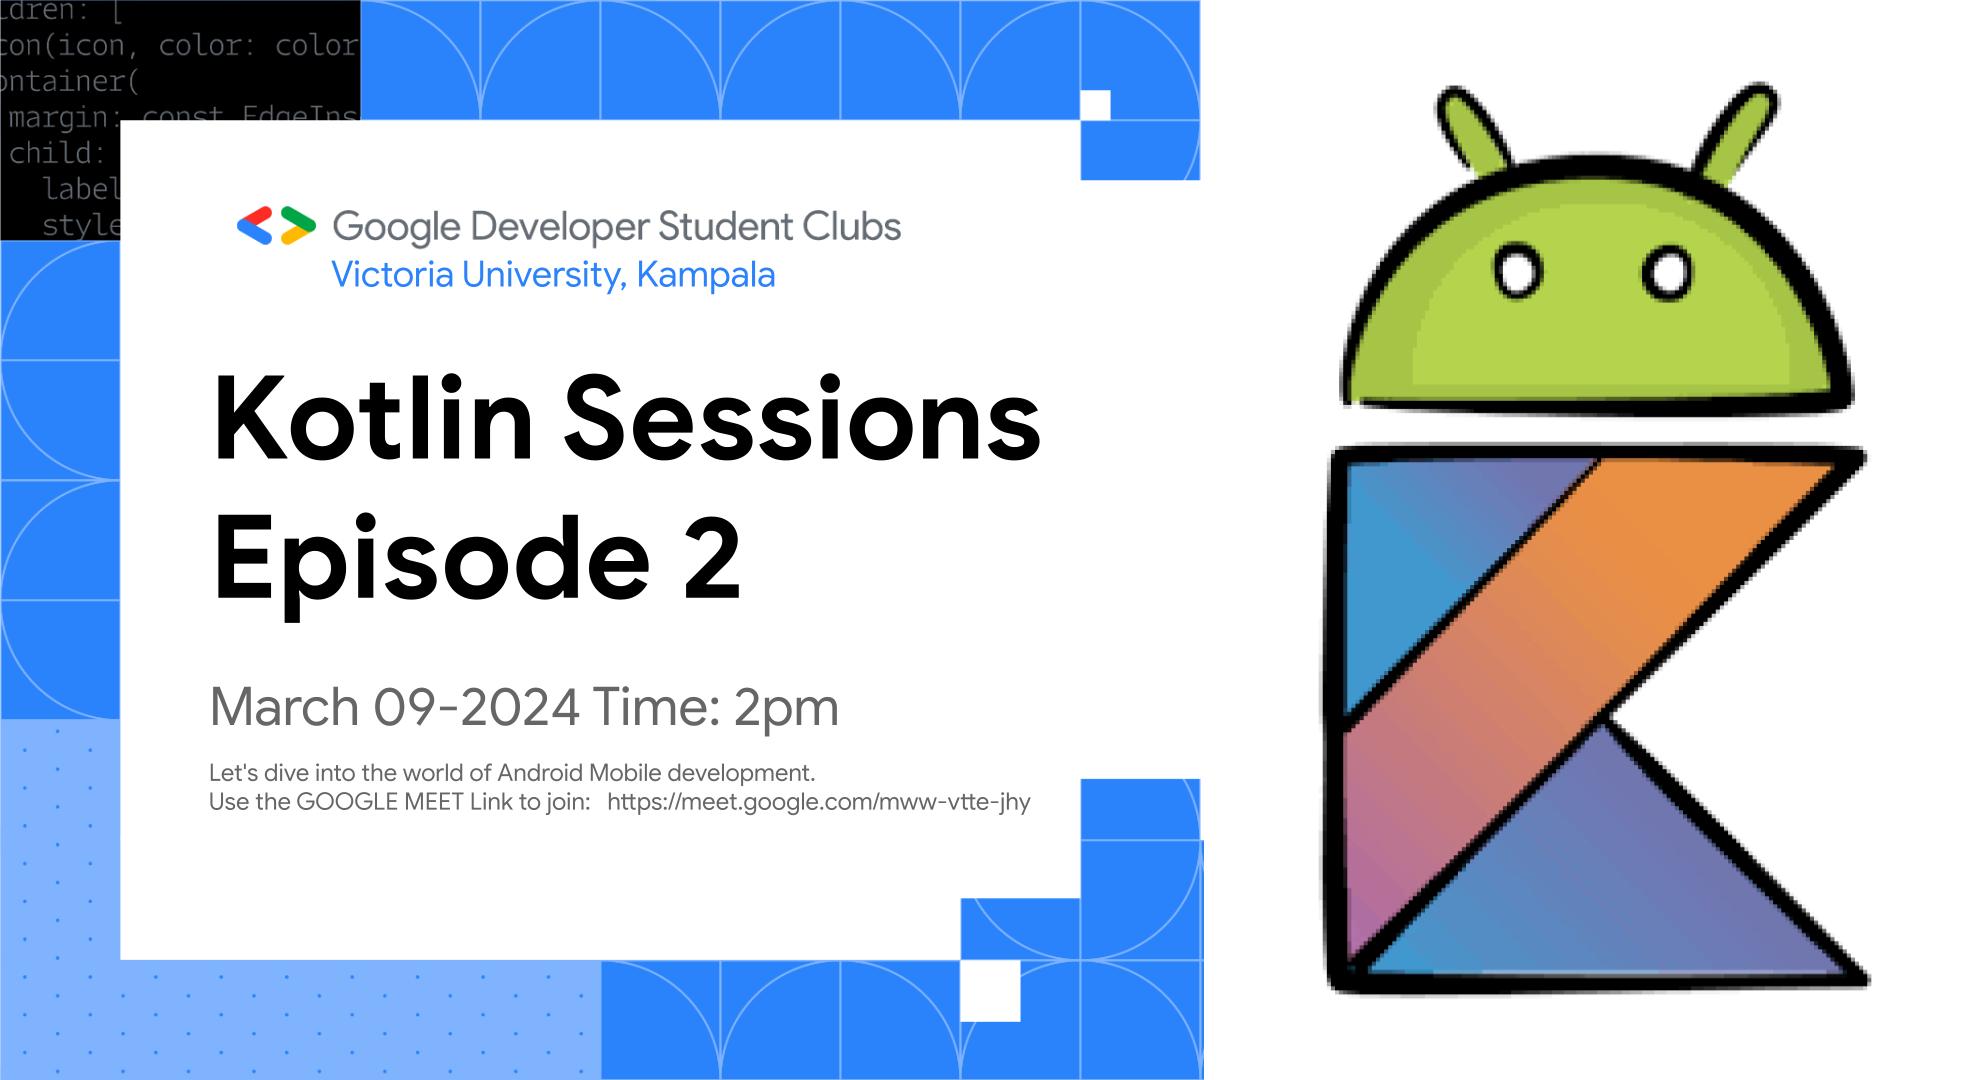 dren: [
con(icon, color: color
ontainer(
margin: const EdgeIns
child:
label
style
Google Developer Student Clubs
Victoria University, Kampala
Kotlin Sessions
Episode 2
March 09-2024 Time: 2pm
Let's dive into the world of Android Mobile development.
Use the GOOGLE MEET Link to join: https://meet.google.com/mww-vtte-jhy